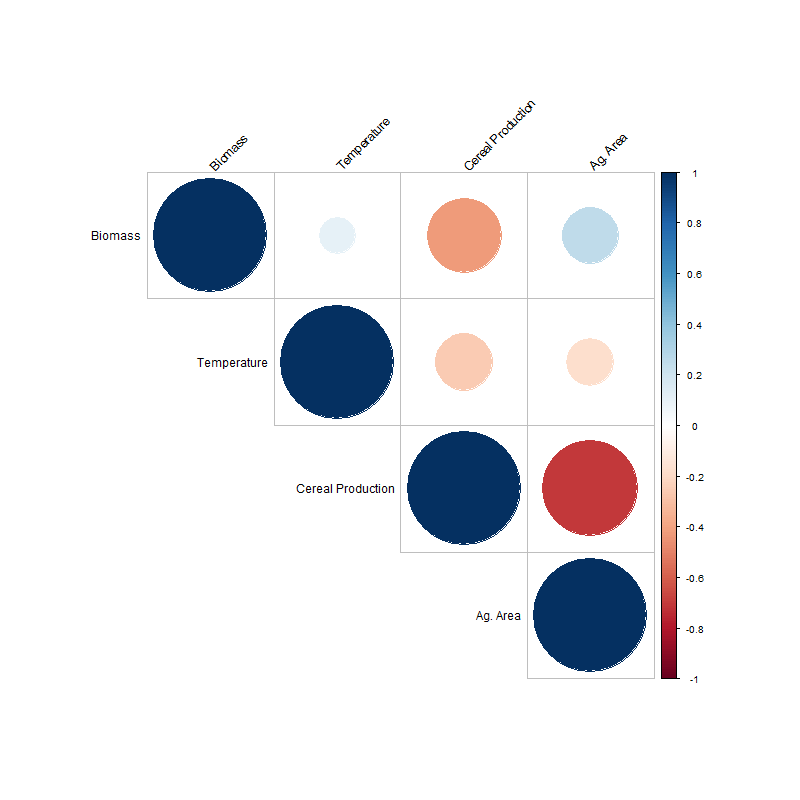 Biomass
Temperature
Cereal Production
Ag. Area
Biomass
Temperature
Cereal Production
Ag. Area
1
0.8
0.6
0.4
0.2
0
-0.2
-0.4
-0.6
-0.8
-1